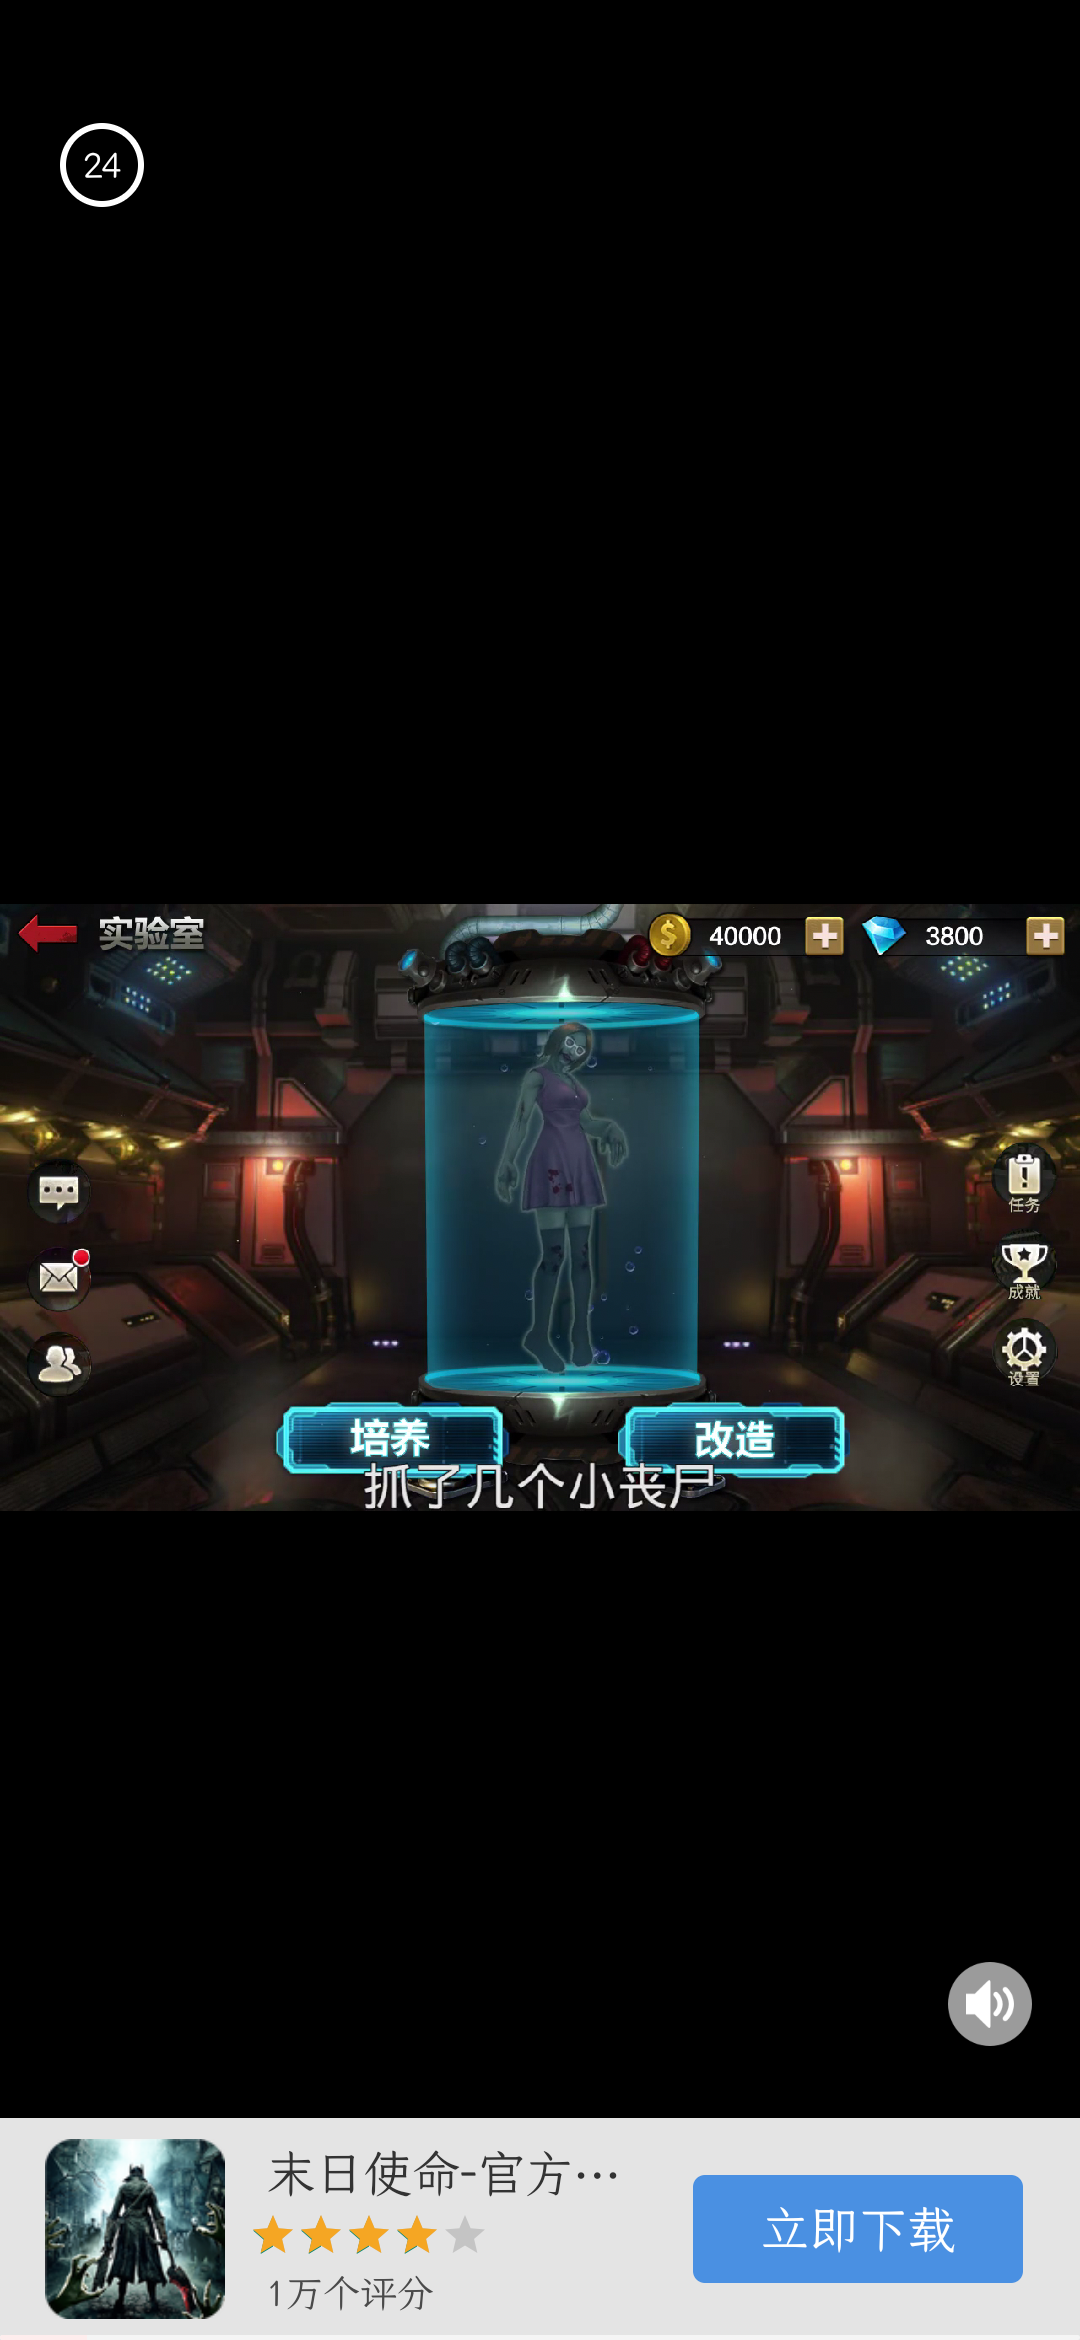 24
实验室
40000
3800
任务
成就
设置
培养
改造
抓了几个小丧尸
末日使命-官方…
1万个评分
立即下载